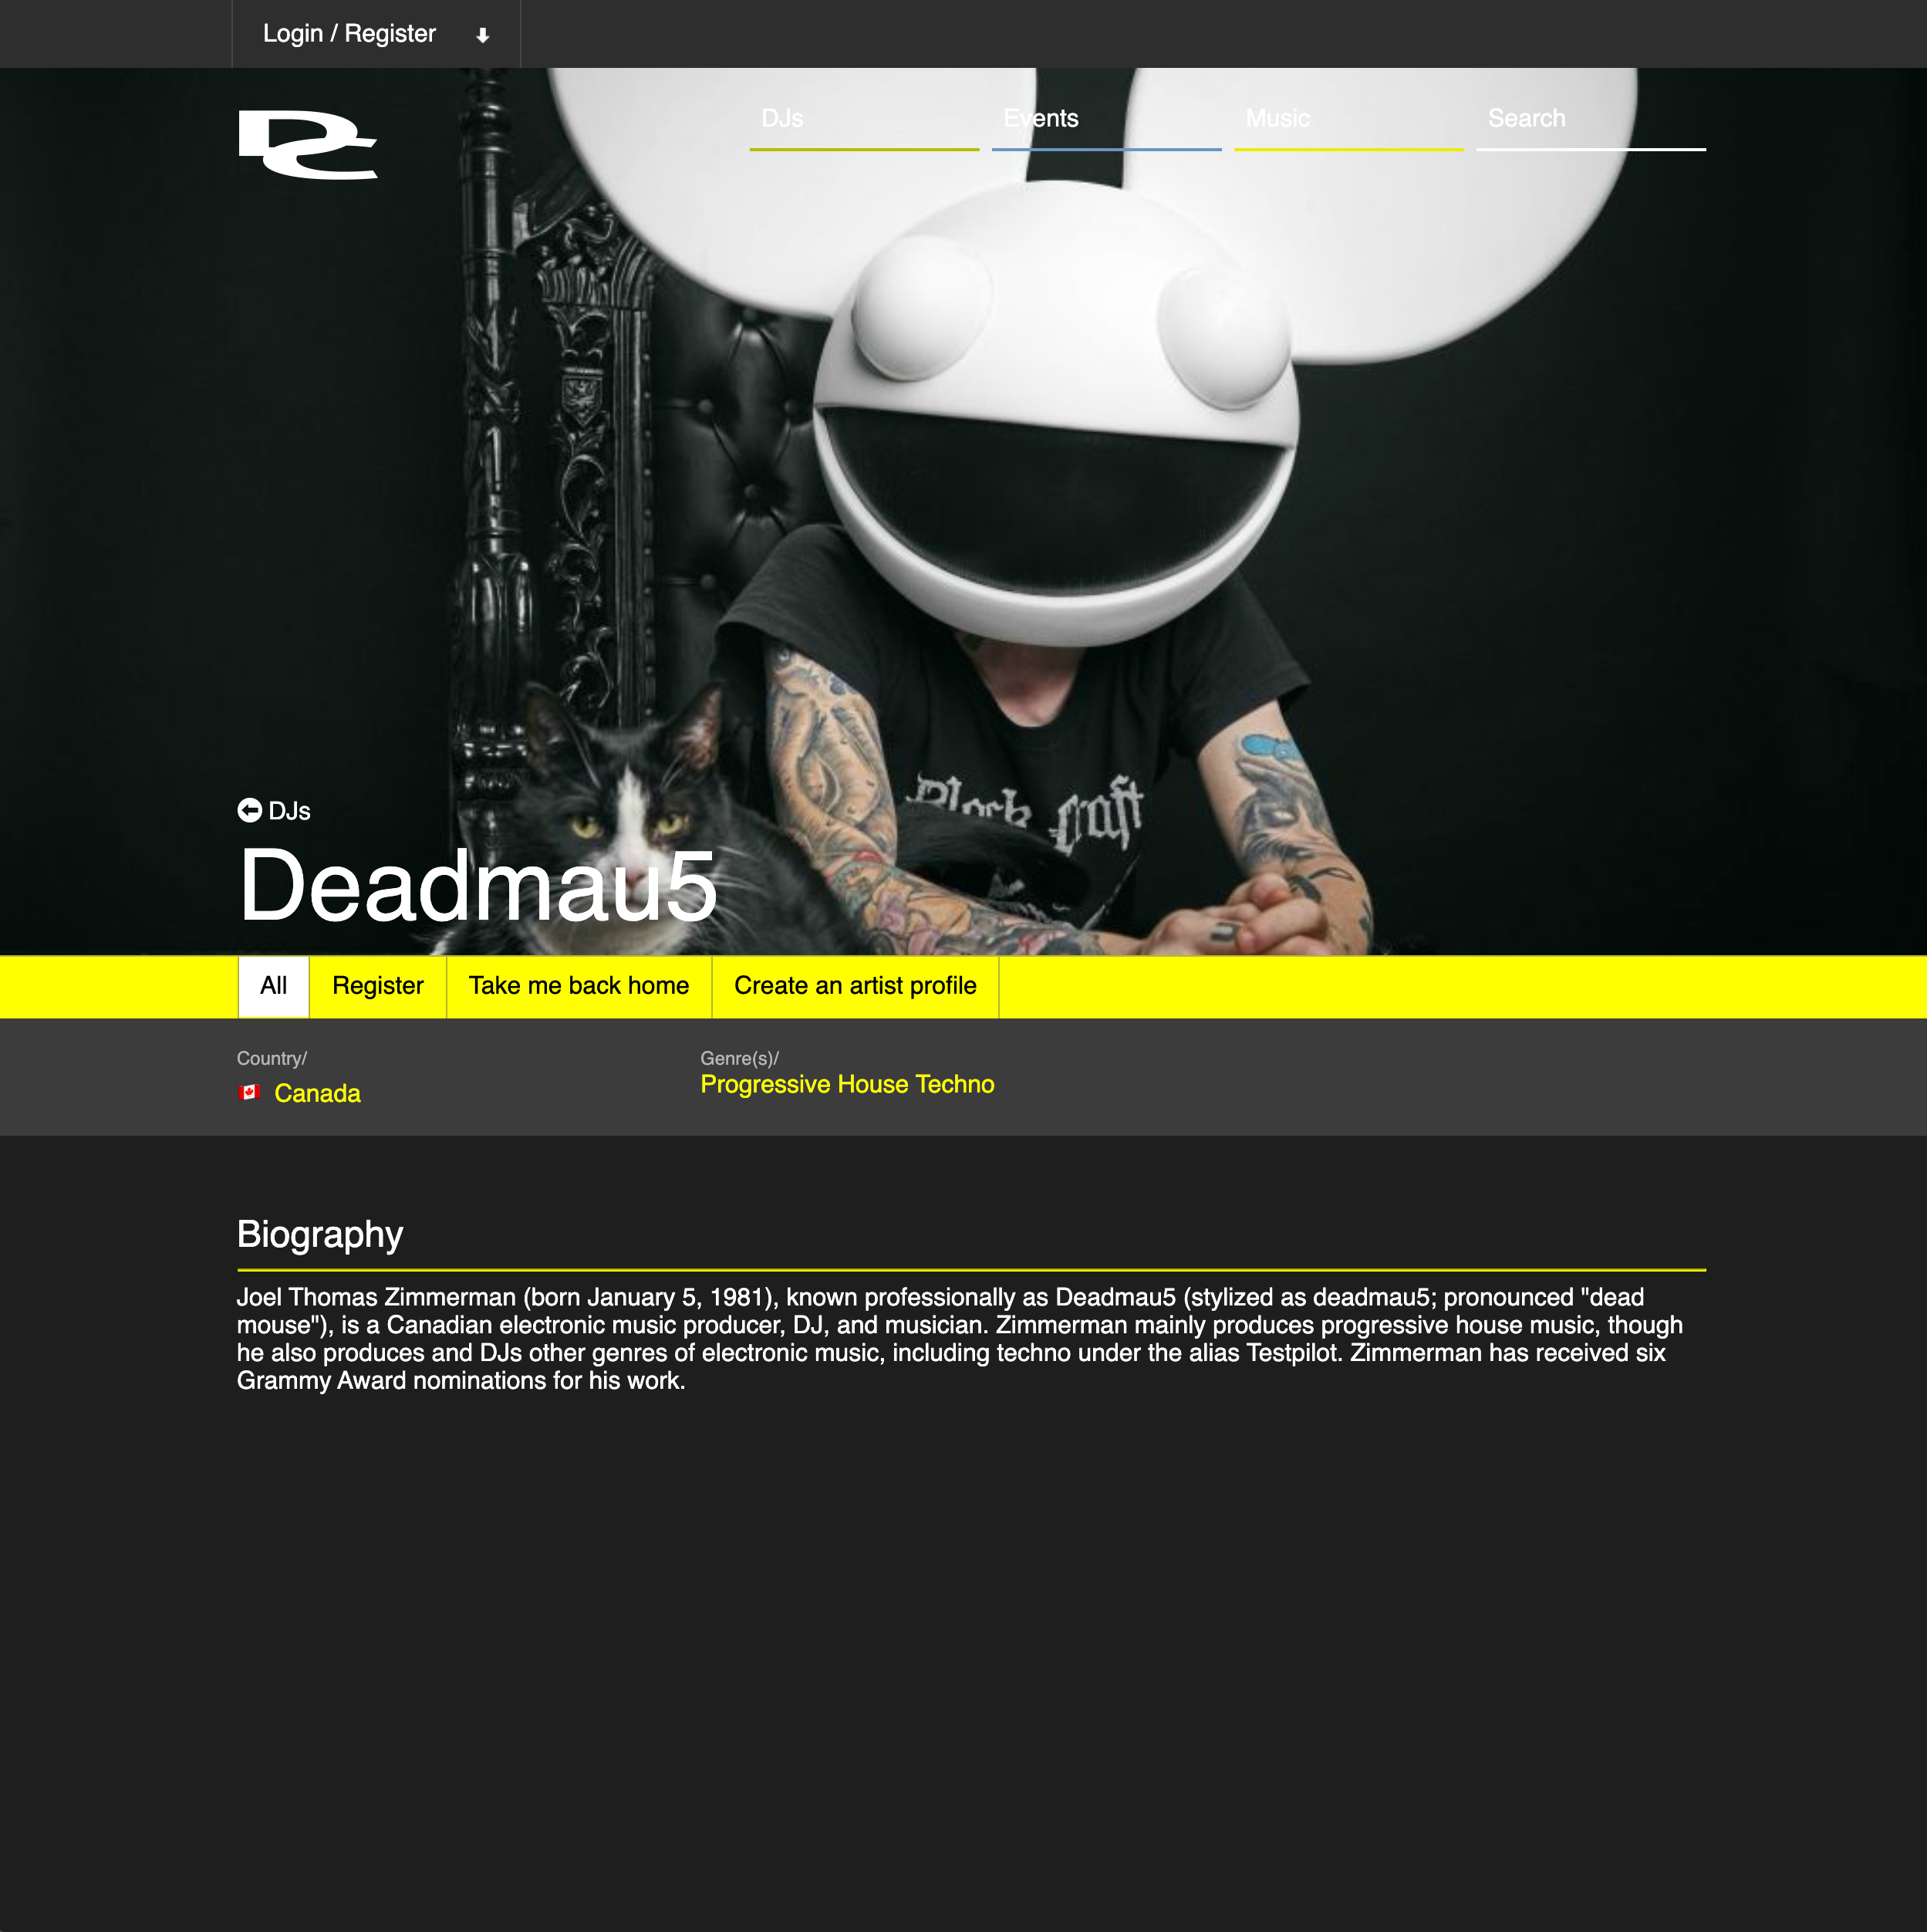 Login / Register
DJs
Events
Music
Search
DJs
Deadmau5
All
Register
Take me back home
Create an artist profile
Country/
Canada
Genre(s)/
Progressive House Techno
Biography
Joel Thomas Zimmerman (born January 5, 1981), known professionally as Deadmau5 (stylized as deadmau5; pronounced "dead
mouse"), is a Canadian electronic music producer, DJ, and musician. Zimmerman mainly produces progressive house music, though
he also produces and DJs other genres of electronic music, including techno under the alias Testpilot. Zimmerman has received six
Grammy Award nominations for his work.